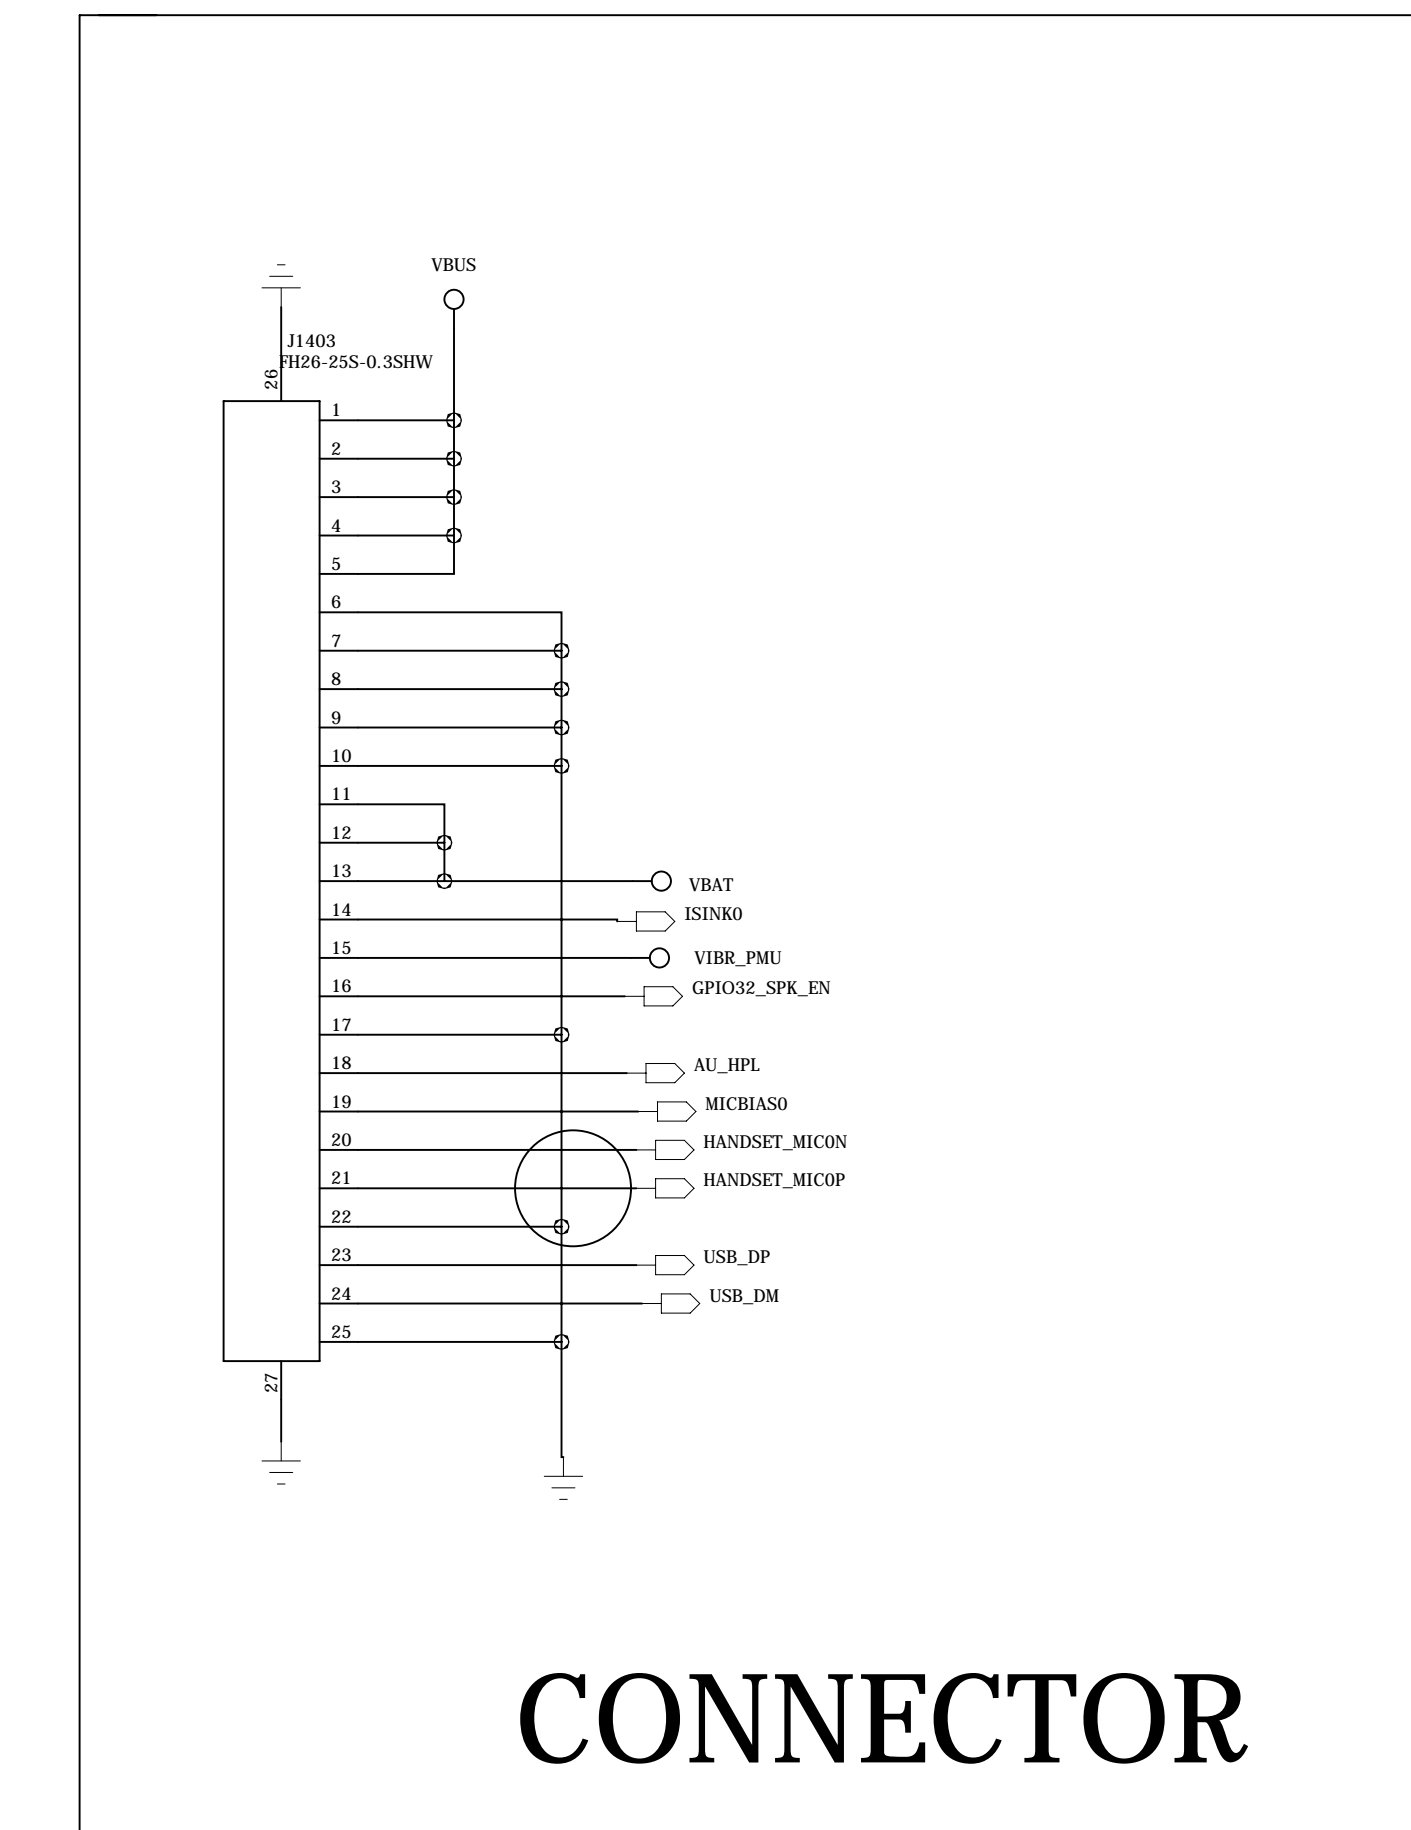 VBUS
J1403
FH26-25S-0.3SHW
26
1
2
3
4
5
6
7
8
9
10
11
12
13
VBAT
14
ISINK0
15
VIBR_PMU
16
GPIO32_SPK_EN
17
18
AU_HPL
19
MICBIAS0
20
HANDSET_MIC0N
21
HANDSET_MIC0P
22
23
USB_DP
24
USB_DM
25
27
CONNECTOR